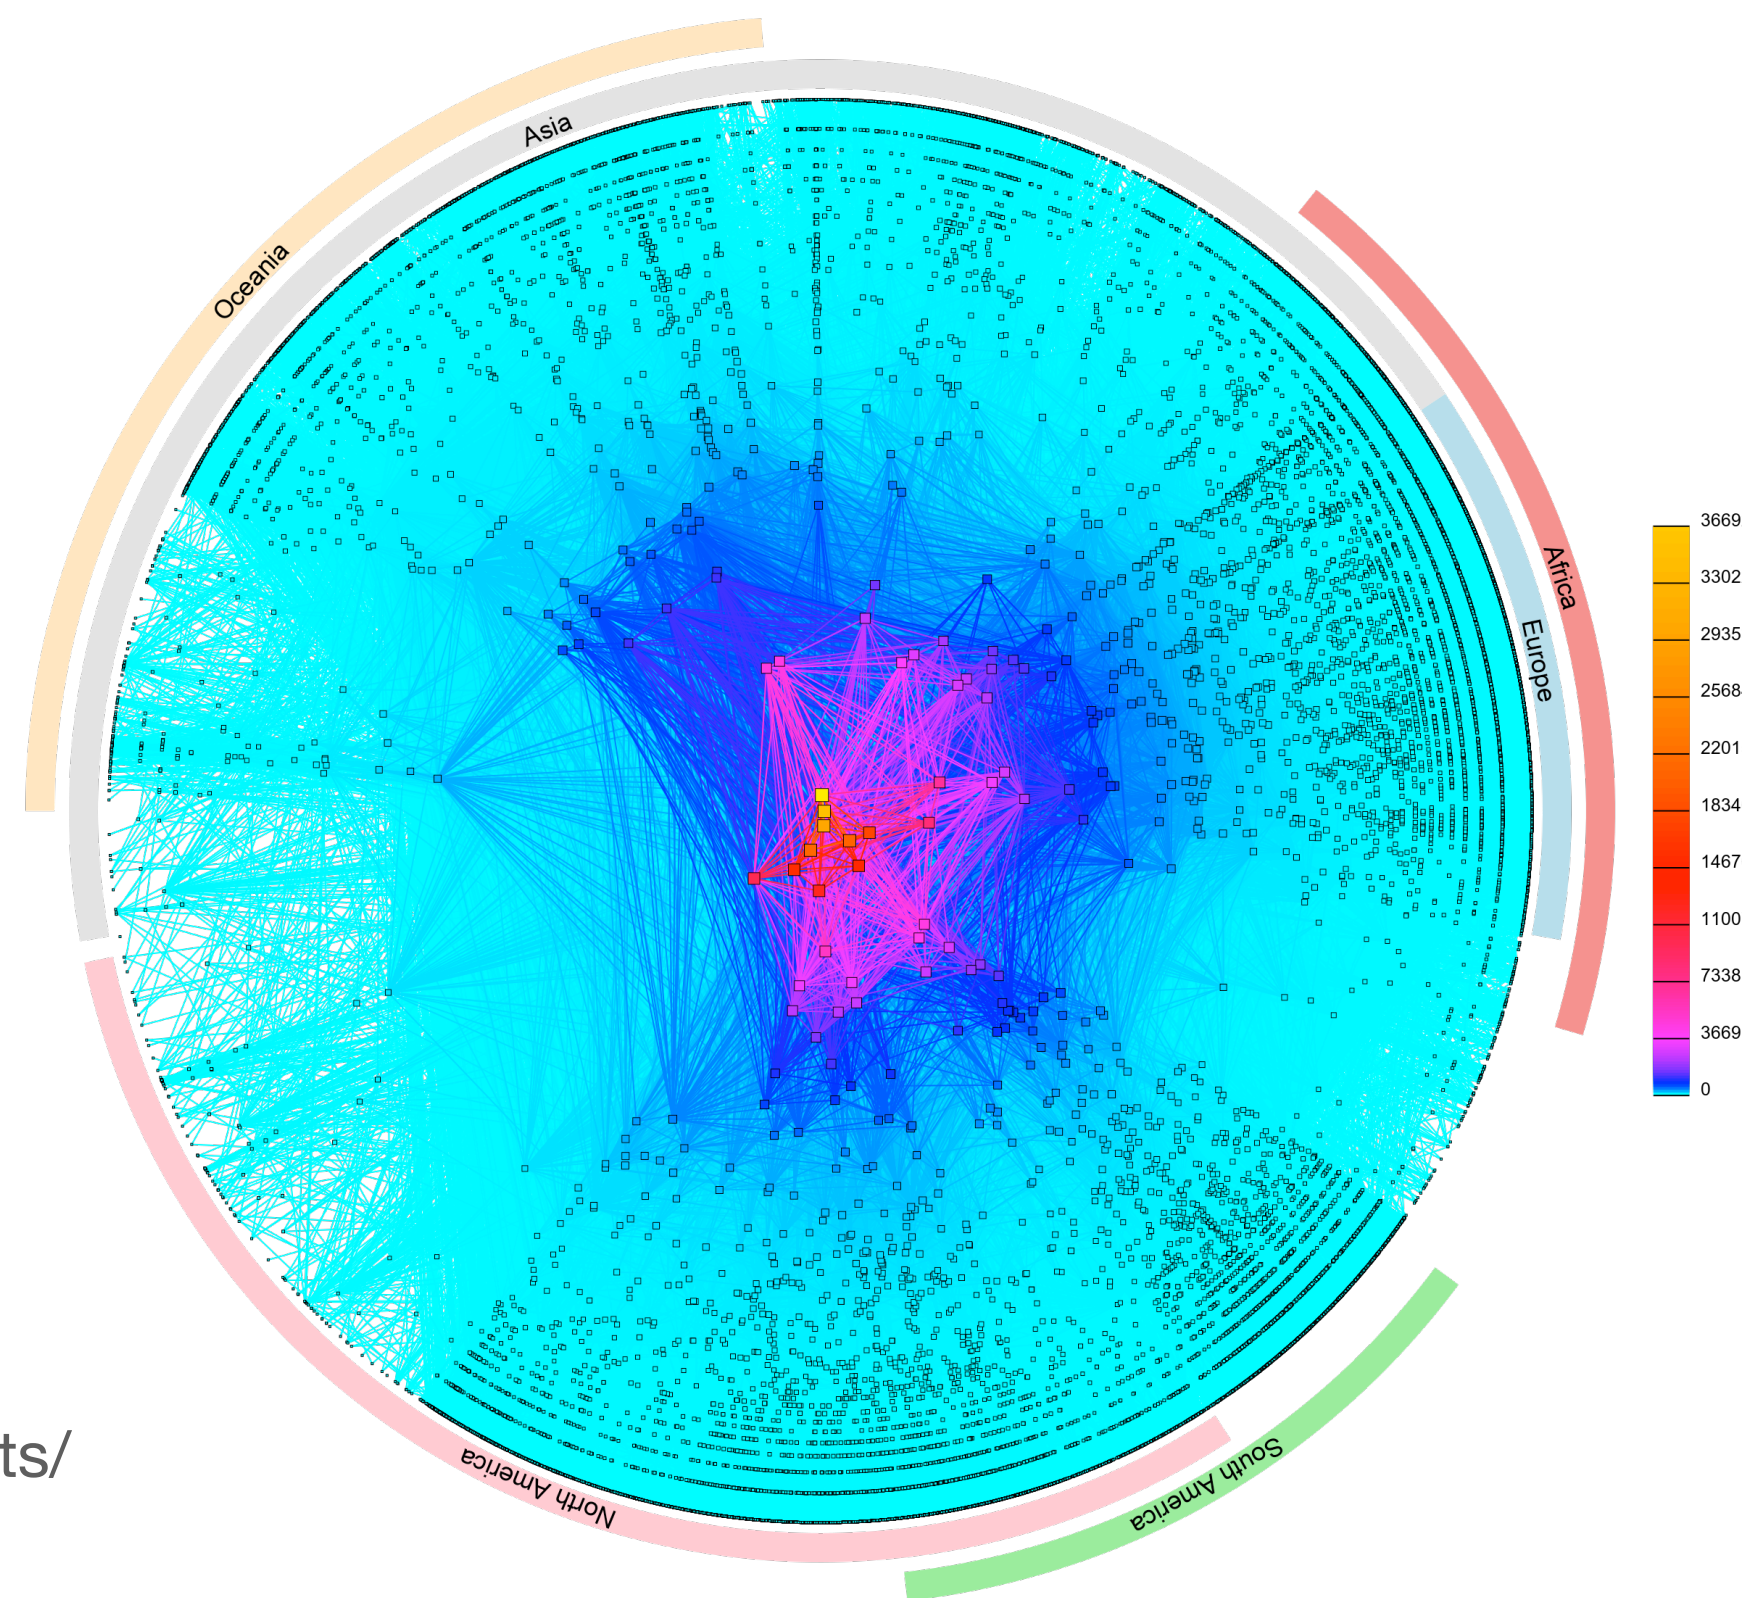 Asia
Oceania
Africa
Europe
3669
3302
2935
2568
2201
1834
1467
1100
7338
3669
0
ts/
North America
South America